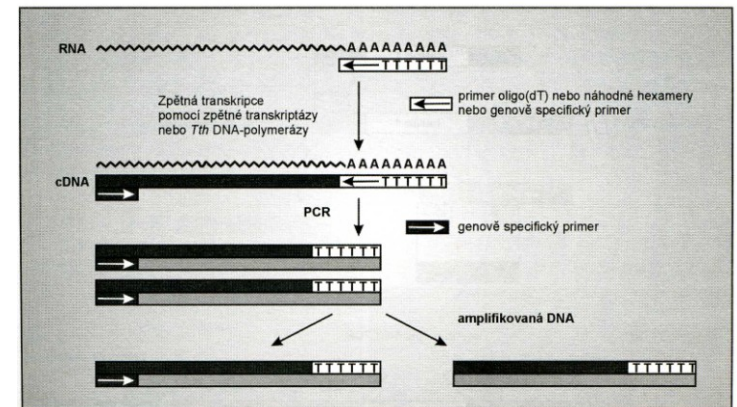 RNA
AAAAAAAAA
TTTTTT
Zpětná transkripce
pomocí zpětné transkriptázy
nebo Tth DNA-polymerázy
primer oligo(dT) nebo náhodné hexamery
nebo genově specifický primer
AAAAAAAAA
cDNA
TTTTTT
PCR
genově specifický primer
TTTTTT
TTTTTT
amplifikovaná DNA
TTTTTT
TTTTTT